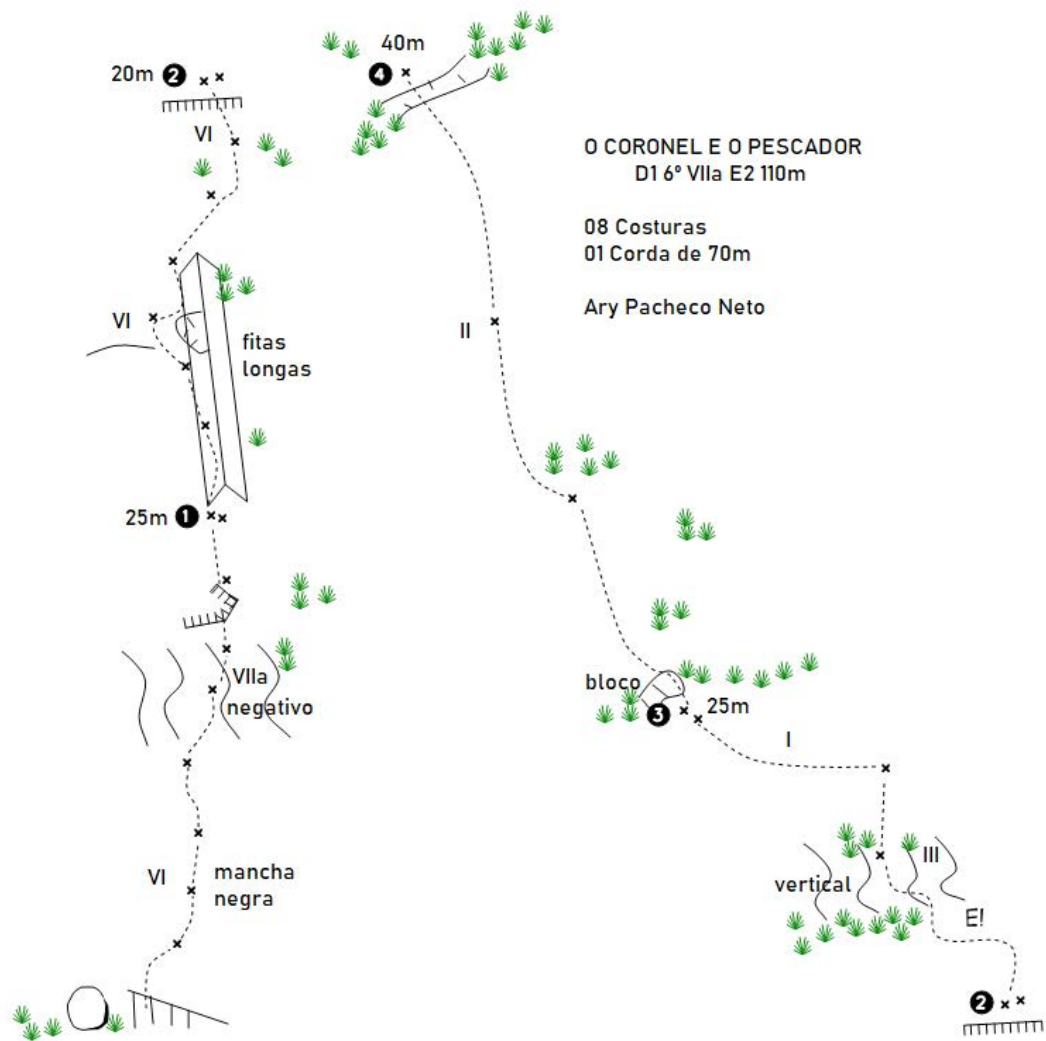 40m
4
20m 2
VI
O CORONEL E O PESCADOR
D1 6º VIIa E2 110m
08 Costuras
01 Corda de 70m
Ary Pacheco Neto
VI
II
fitas
longas
25m 1
VIIa
negativo
bloco
3 25m
I
VI
mancha
negra
III
vertical
E!
2